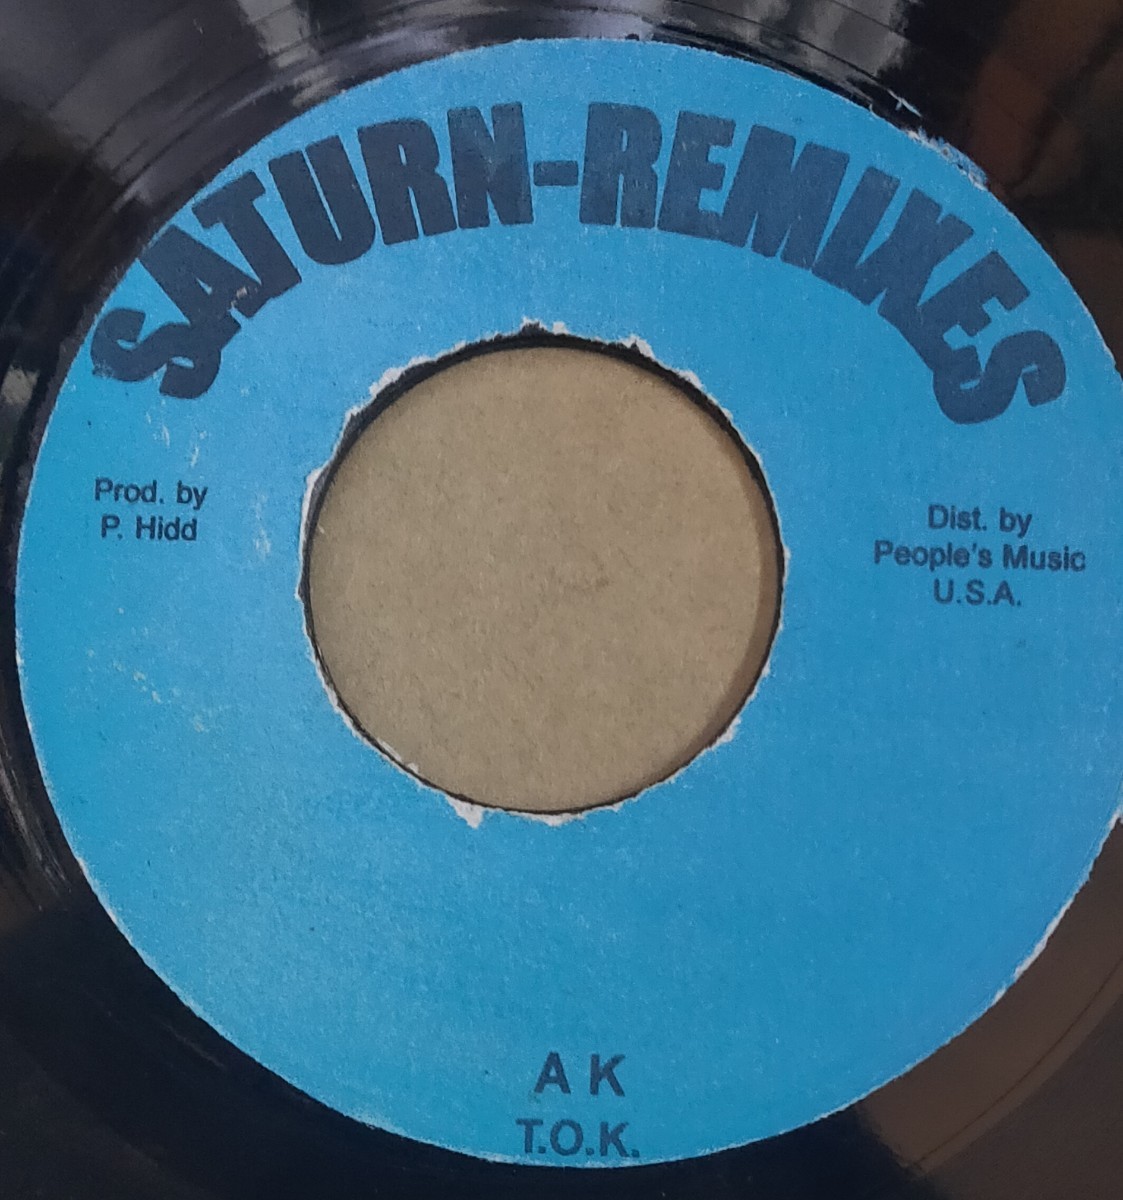 SATURN-REMIXES
Prod. by
P. Hidd
Dist. by
People's Music
U.S.A.
A K
T.O.K.